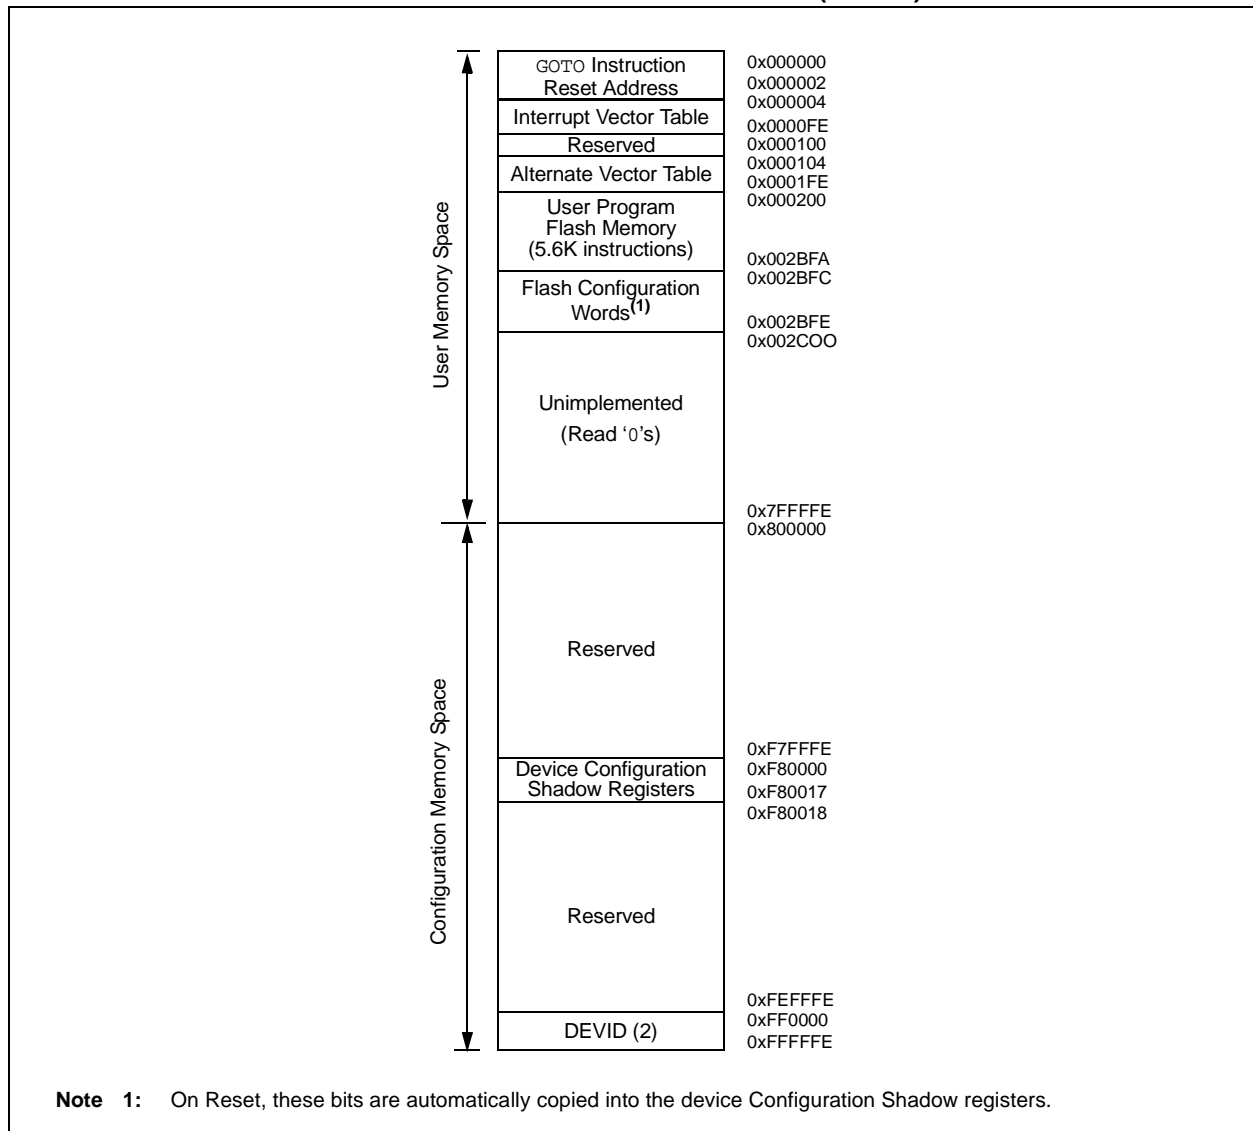 GOTO Instruction
Reset Address
0x000000
0x000002
0x000004
Interrupt Vector Table
0x0000FE
Reserved
0x000100
0x000104
Alternate Vector Table
0x0001FE
0x000200
User Program
Flash Memory
(5.6K instructions)
0x002BFA
0x002BFC
Flash Configuration
Words(1)
0x002BFE
0x002COO
User Memory Space
Unimplemented
(Read ‘0’s)
0x7FFFFE
0x800000
Reserved
0xF7FFFE
Device Configuration
Shadow Registers
0xF80000
0xF80017
0xF80018
Configuration Memory Space
Reserved
0xFEFFFE
0xFF0000
DEVID (2)
0xFFFFFE
Note 1: On Reset, these bits are automatically copied into the device Configuration Shadow registers.